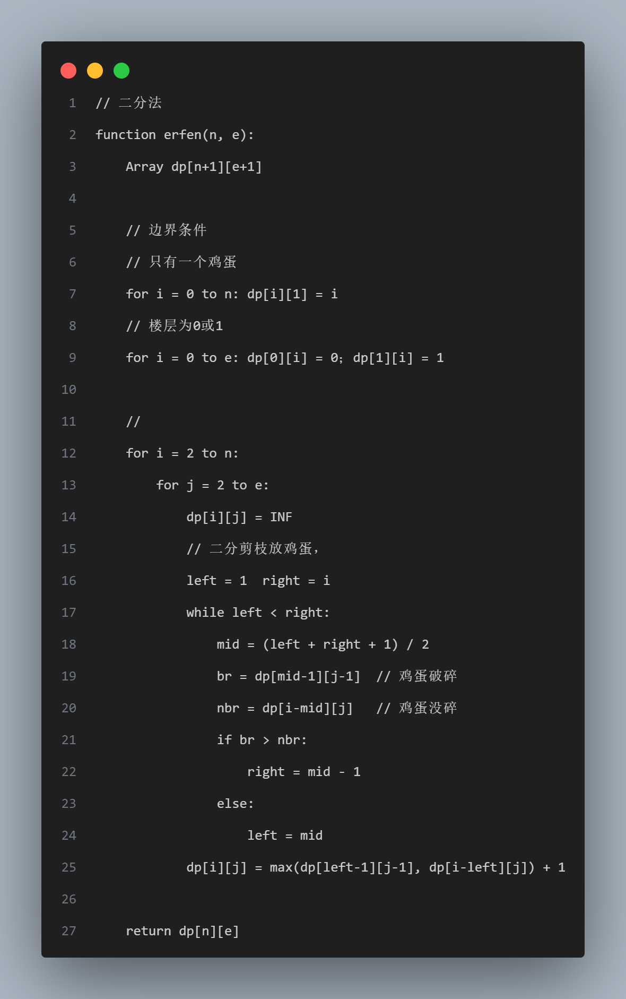 1 // 二分法
2 function erfen(n, e):
3     Array dp[n+1][e+1]
4
5     // 边界条件
6     // 只有一个鸡蛋
7     for i = 0 to n: dp[i][1] = i
8     // 楼层为0或1
9     for i = 0 to e: dp[0][i] = 0；dp[1][i] = 1
10
11     //
12     for i = 2 to n:
13         for j = 2 to e:
14             dp[i][j] = INF
15             // 二分剪枝放鸡蛋，
16             left = 1  right = i
17             while left < right:
18                 mid = (left + right + 1) / 2
19                 br = dp[mid-1][j-1]  // 鸡蛋破碎
20                 nbr = dp[i-mid][j]   // 鸡蛋没碎
21                 if br > nbr:
22                     right = mid - 1
23                 else:
24                     left = mid
25             dp[i][j] = max(dp[left-1][j-1], dp[i-left][j]) + 1
26
27     return dp[n][e]